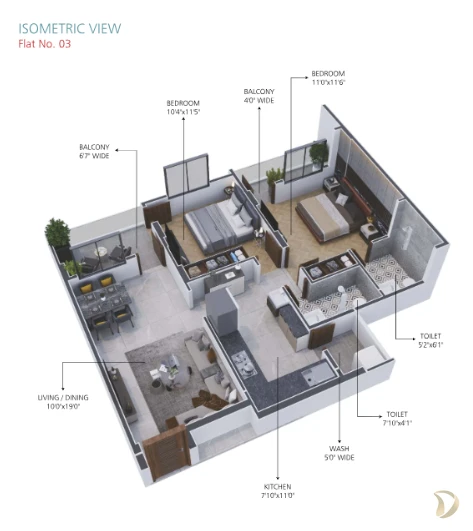 ISOMETRIC VIEW
Flat No. 03
BEDROOM
11'0"x11'6"
BALCONY
4'0" WIDE
BEDROOM
10'4"x11'5"
BALCONY
6'7" WIDE
TOILET
5'2"x6'1"
LIVING / DINING
10'0"x19'0"
TOILET
7'10"x4'1"
WASH
5'0" WIDE
KITCHEN
7'10"x11'0"